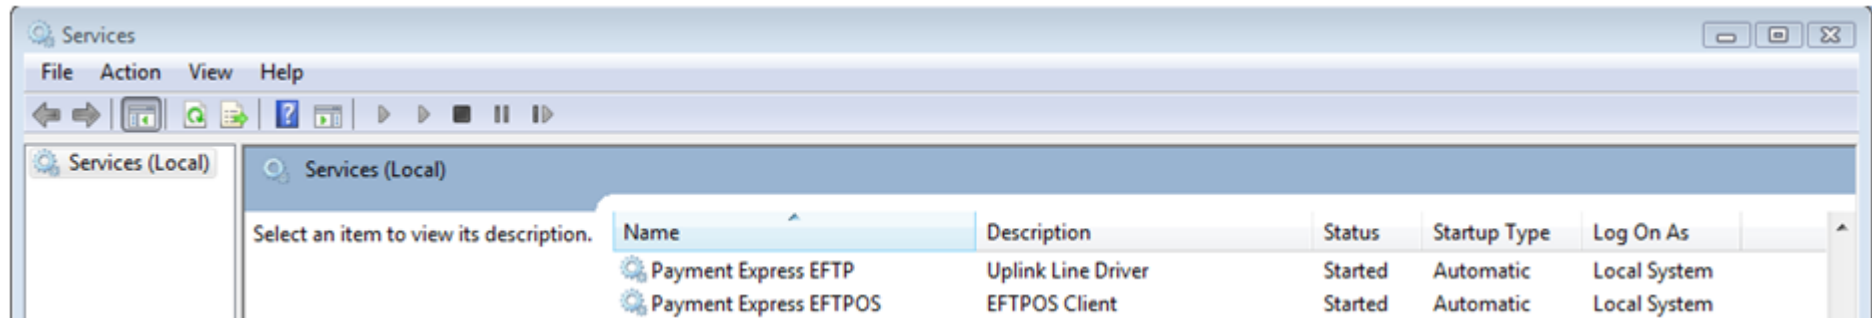 Services
File Action View Help
Services (Local)
Services (Local)
Select an item to view its description.
Name Description Status Startup Type Log On As
Payment Express EFTP Uplink Line Driver Started Automatic Local System
Payment Express EFTPOS EFTPOS Client Started Automatic Local System